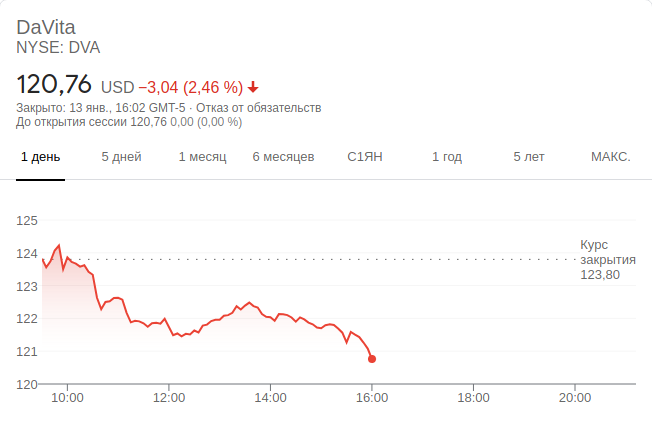 DaVita
NYSE: DVA
120,76 USD −3,04 (2,46 %)
Закрыто: 13 янв., 16:02 GMT-5 · Отказ от обязательств
До открытия сессии 120,76 0,00 (0,00 %)
1 день 5 дней 1 месяц 6 месяцев С1ЯН 1 год 5 лет МАКС.
125
124
123
122
121
120
Курс
закрытия
123,80
10:00 12:00 14:00 16:00 18:00 20:00